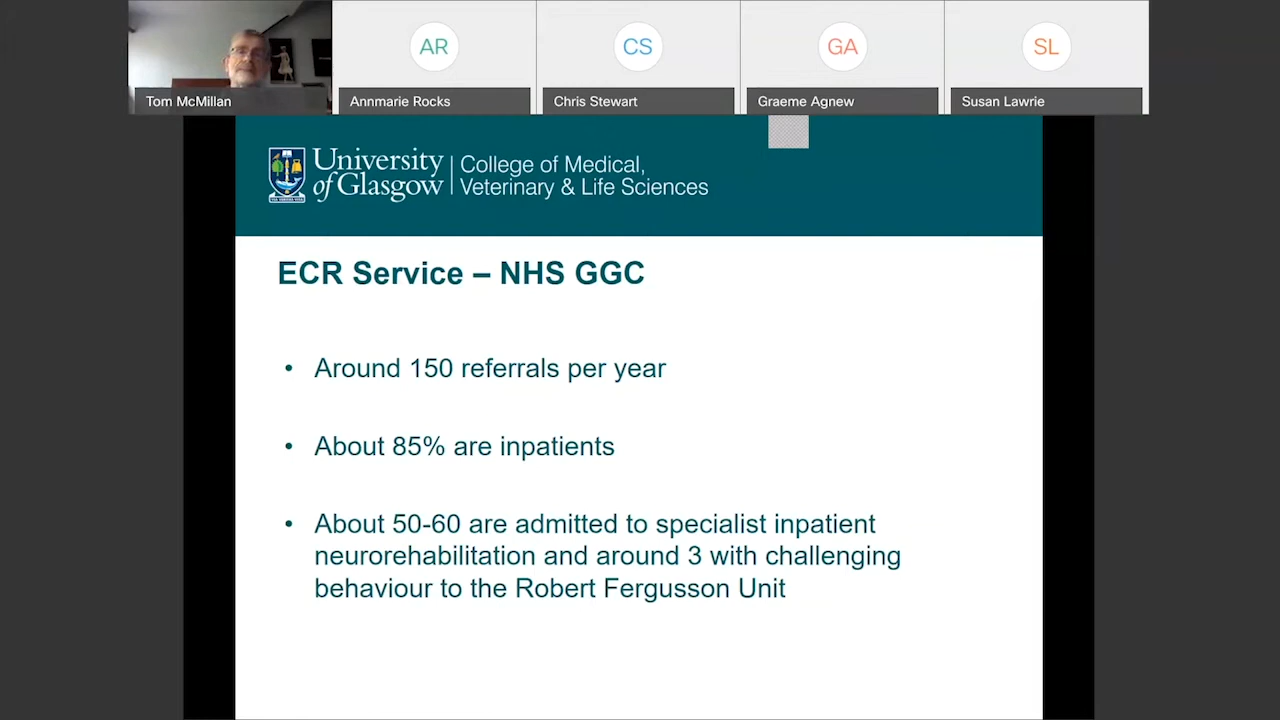 Tom McMillan
AR
Annmarie Rocks
CS
Chris Stewart
GA
Graeme Agnew
SL
Susan Lawrie
University
of Glasgow
College of Medical,
Veterinary & Life Sciences
ECR Service – NHS GGC
• Around 150 referrals per year
• About 85% are inpatients
• About 50-60 are admitted to specialist inpatient
neurorehabilitation and around 3 with challenging
behaviour to the Robert Fergusson Unit